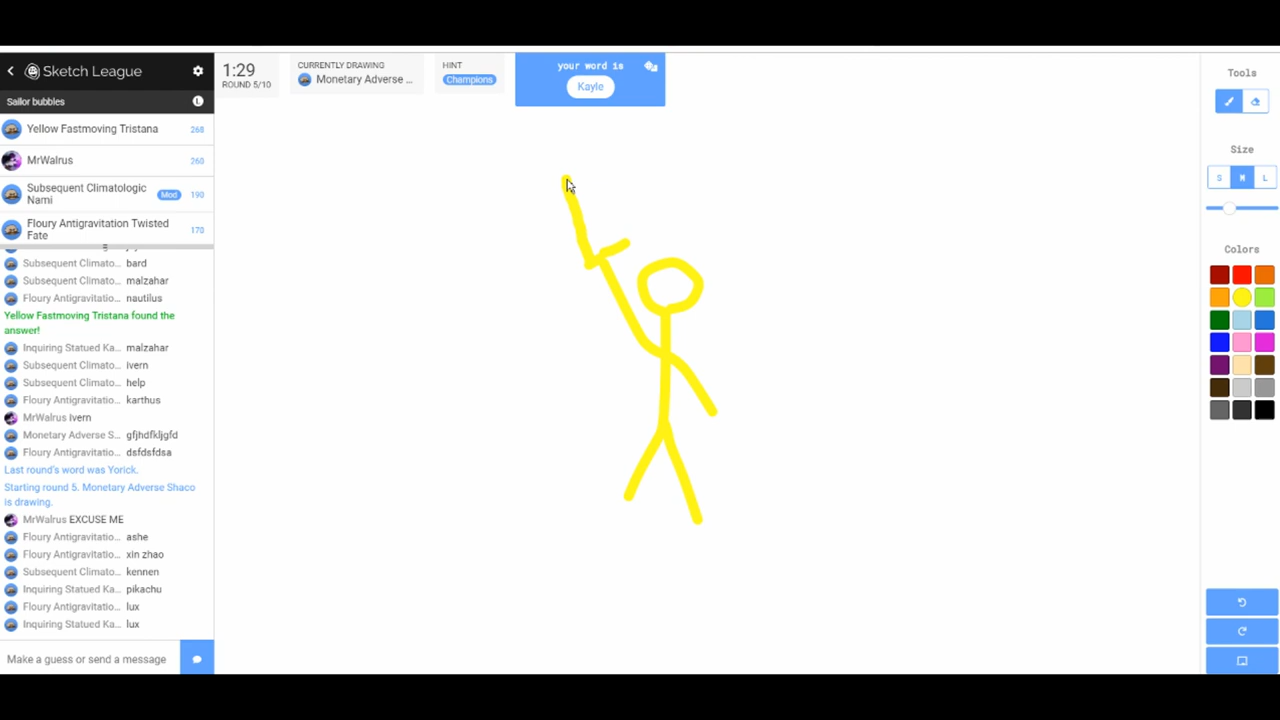 Sketch League
1:29
ROUND 5/10
CURRENTLY DRAWING
Monetary Adverse ...
HINT
Champions
your word is
Kayle
Sailor bubbles
L
Yellow Fastmoving Tristana 268
MrWalrus 260
Subsequent Climatologic
Nami Mod 190
Floury Antigravitation Twisted
Fate 170
Subsequent Climato... bard
Subsequent Climato... malzahar
Floury Antigravitatio... nautilus
Yellow Fastmoving Tristana found the
answer!
Inquiring Statued Ka... malzahar
Subsequent Climato... ivern
Subsequent Climato... help
Floury Antigravitatio... karthus
MrWalrus Ivern
Monetary Adverse S... gfjhdfkljgfd
Floury Antigravitatio... dsfdsfdsa
Last round's word was Yorick.
Starting round 5. Monetary Adverse Shaco
is drawing.
MrWalrus EXCUSE ME
Floury Antigravitatio... ashe
Floury Antigravitatio... xin zhao
Subsequent Climato... kennen
Inquiring Statued Ka... pikachu
Floury Antigravitatio... lux
Inquiring Statued Ka... lux
Make a guess or send a message
Tools
Size
S M L
Colors